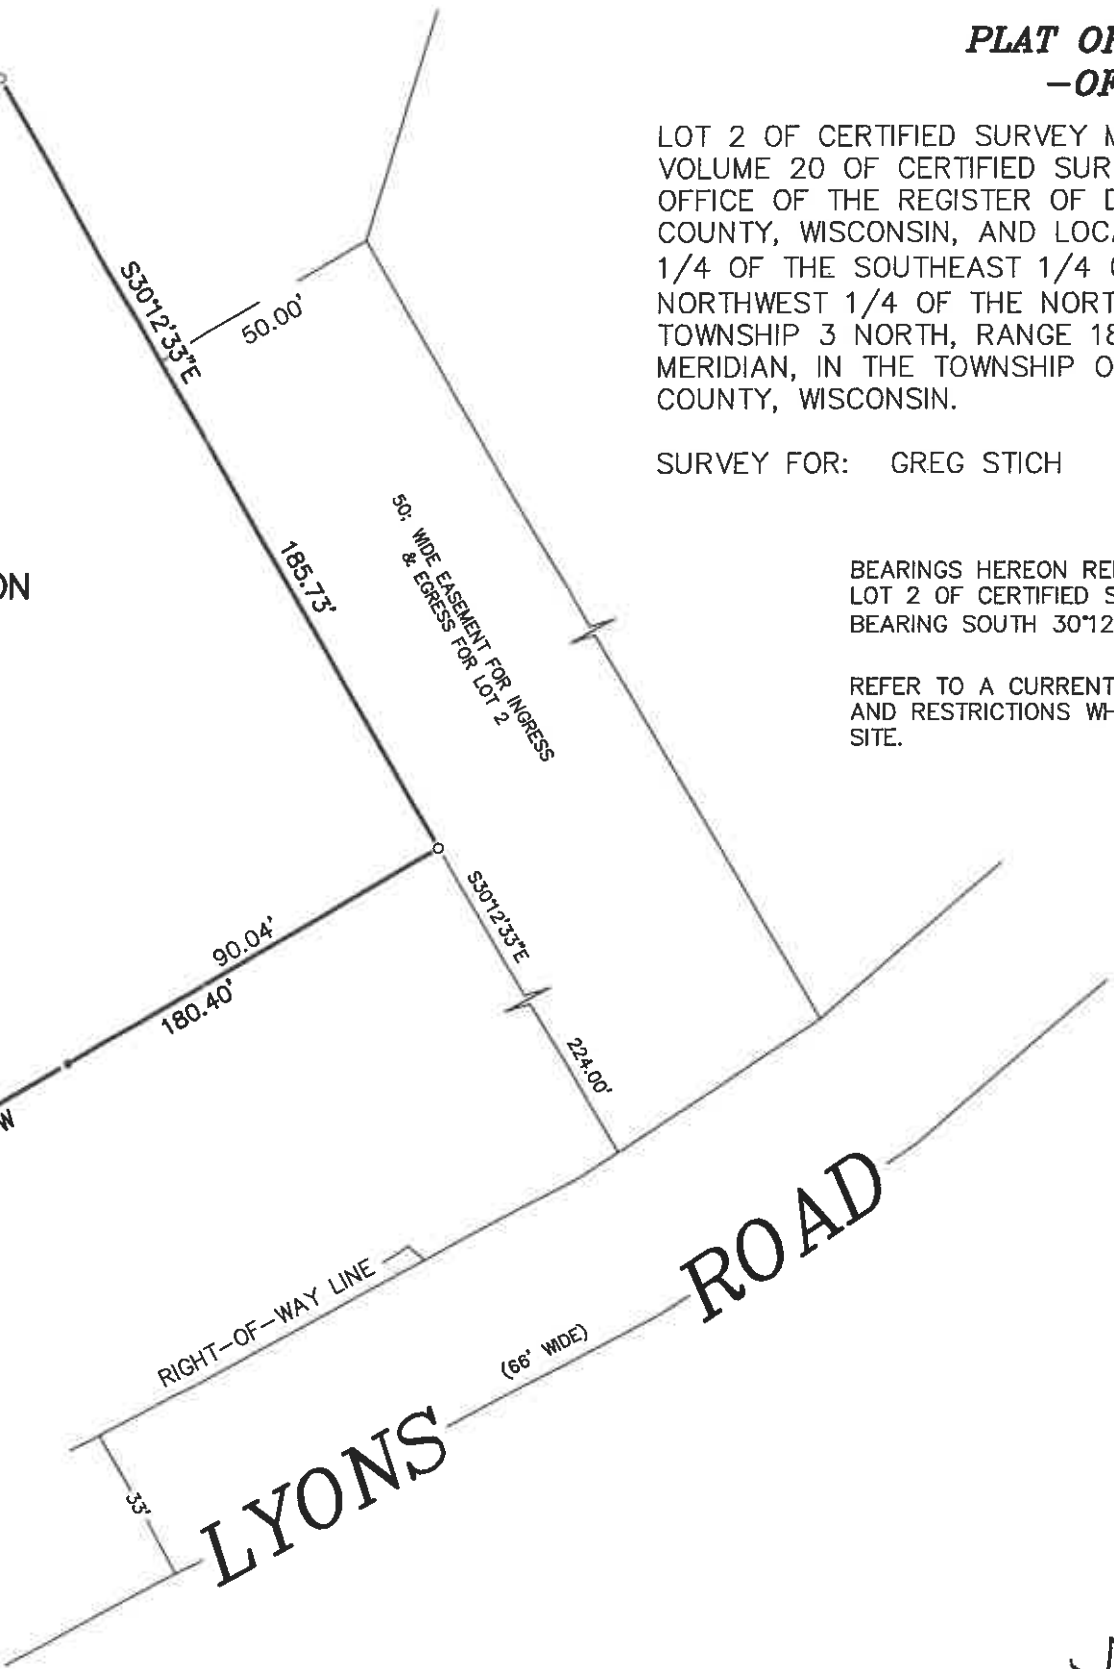 PLAT OF
-OF
LOT 2 OF CERTIFIED SURVEY M
VOLUME 20 OF CERTIFIED SUR
OFFICE OF THE REGISTER OF D
COUNTY, WISCONSIN, AND LOCA
1/4 OF THE SOUTHEAST 1/4 O
NORTHWEST 1/4 OF THE NORT
TOWNSHIP 3 NORTH, RANGE 18
MERIDIAN, IN THE TOWNSHIP O
COUNTY, WISCONSIN.
SURVEY FOR: GREG STICH
S30°12'33"E
50.00'
185.73'
50; WIDE EASEMENT FOR INGRESS
& EGRESS FOR LOT 2
ON
BEARINGS HEREON REL
LOT 2 OF CERTIFIED S
BEARING SOUTH 30°12
REFER TO A CURRENT
AND RESTRICTIONS WH
SITE.
S30°12'33"E
224.00'
90.04'
180.40'
W
RIGHT-OF-WAY LINE
33'
LYONS ROAD
(66' WIDE)